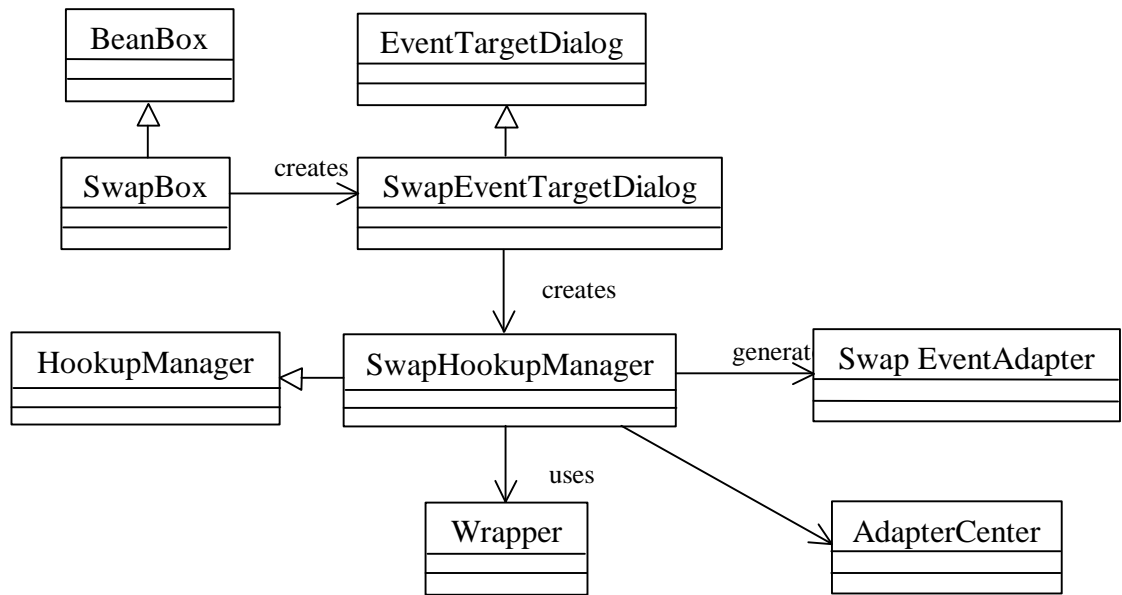 BeanBox
EventTargetDialog
SwapBox
creates
SwapEventTargetDialog
creates
HookupManager
SwapHookupManager
generat
Swap EventAdapter
uses
Wrapper
AdapterCenter